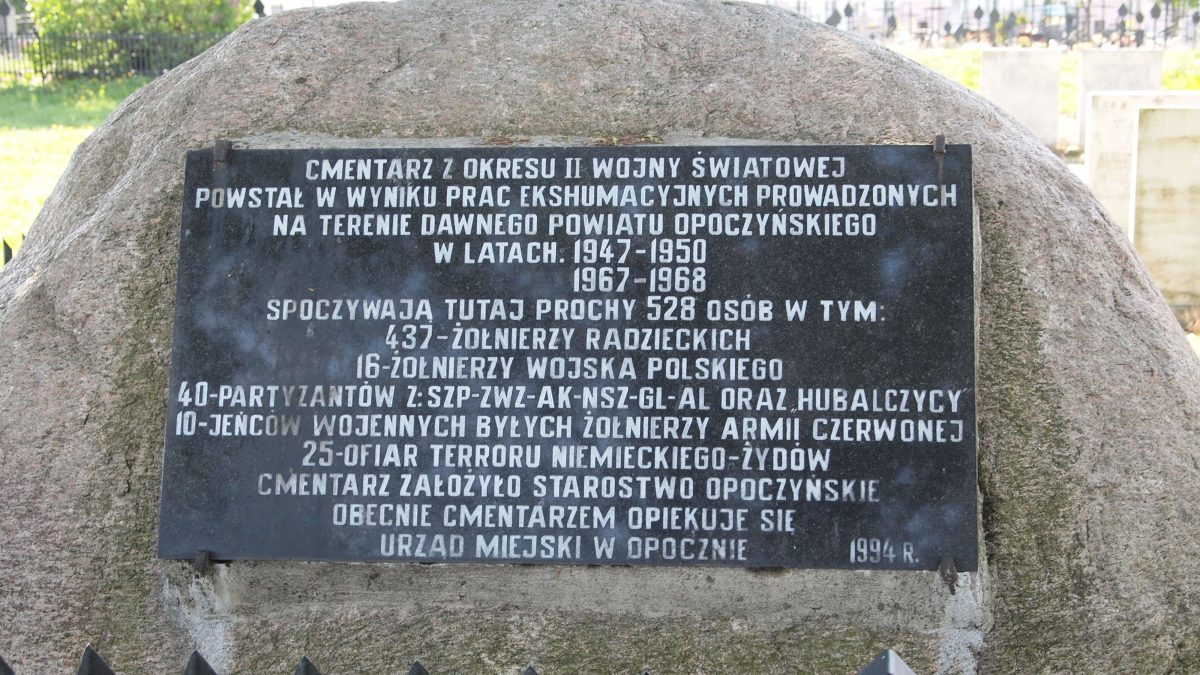 CMENTARZ Z OKRESU II WOJNY ŚWIATOWEJ
POWSTAŁ W WYNIKU PRAC EKSHUMACYJNYCH PROWADZONYCH
NA TERENIE DAWNEGO POWIATU OPOCZYŃSKIEGO
W LATACH. 1947-1950
1967-1968
SPOCZYWAJĄ TUTAJ PROCHY 528 OSÓB W TYM:
437-ŻOŁNIERZY RADZIECKICH
16-ŻOŁNIERZY WOJSKA POLSKIEGO
40-PARTYZANTÓW Z:SZP-ZWZ-AK-NSZ-GL-AL ORAZ „HUBALCZYCY"
10-JEŃCÓW WOJENNYCH BYŁYCH ŻOŁNIERZY ARMII CZERWONEJ
25-OFIAR TERRORU NIEMIECKIEGO-ŻYDÓW
CMENTARZ ZAŁOŻYŁO STAROSTWO OPOCZYŃSKIE
OBECNIE CMENTARZEM OPIEKUJE SIĘ
URZĄD MIEJSKI W OPOCZNIE 1994 R.